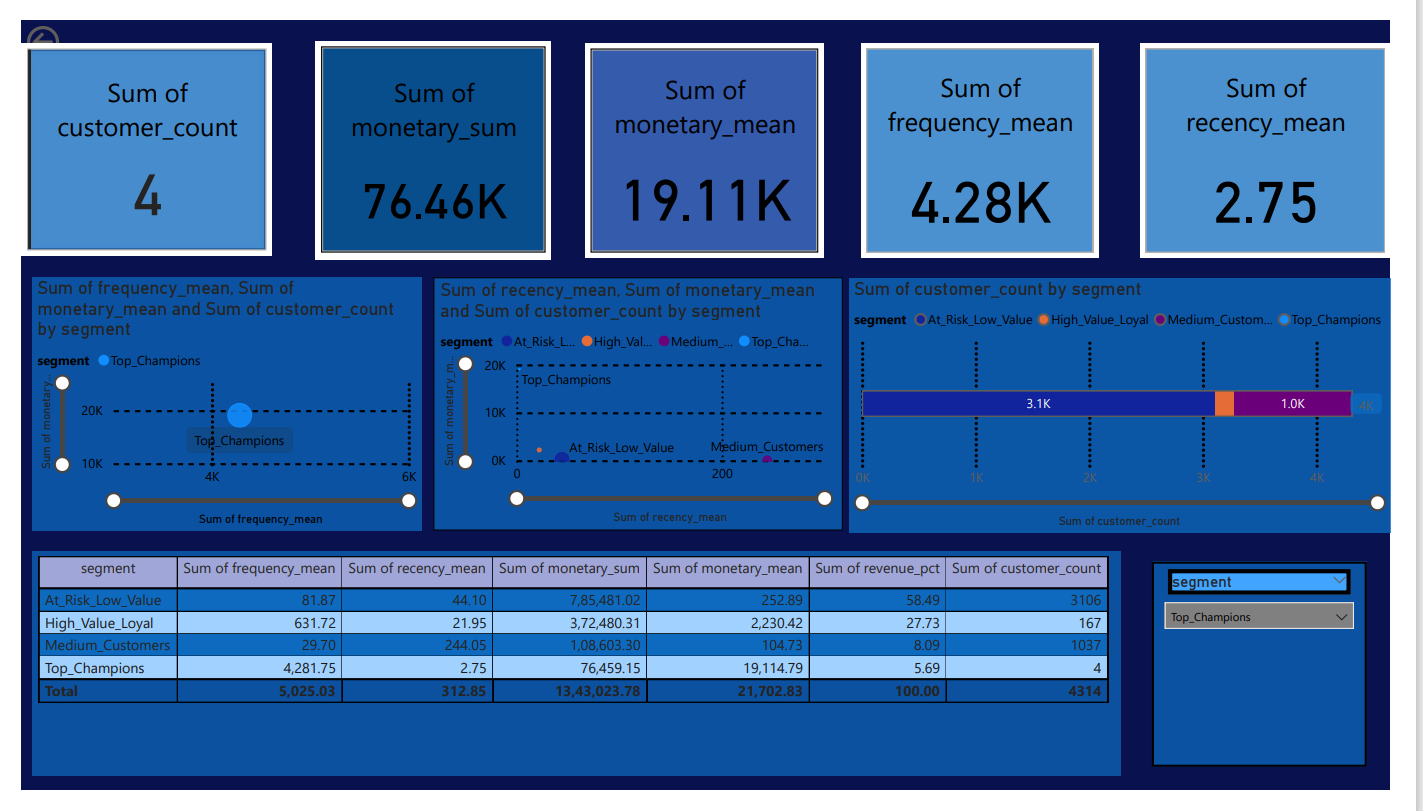 Sum of
customer_count
4
Sum of
monetary_sum
76.46K
Sum of
monetary_mean
19.11K
Sum of
frequency_mean
4.28K
Sum of
recency_mean
2.75
Sum of frequency_mean, Sum of
monetary_mean and Sum of customer_count
by segment
segment Top_Champions
Sum of monetary...
20K
10K
Top_Champions
4K 6K
Sum of frequency_mean
Sum of recency_mean, Sum of monetary_mean
and Sum of customer_count by segment
segment At_Risk_L... High_Val... Medium_... Top_Cha...
Sum of monetary_m...
20K
10K
0K
Top_Champions
At_Risk_Low_Value Medium_Customers
0 200
Sum of recency_mean
Sum of customer_count by segment
segment At_Risk_Low_Value High_Value_Loyal Medium_Custom... Top_Champions
3.1K 1.0K 4K
0K 1K 2K 3K 4K
Sum of customer_count
segment Sum of frequency_mean Sum of recency_mean Sum of monetary_sum Sum of monetary_mean Sum of revenue_pct Sum of customer_count
At_Risk_Low_Value 81.87 44.10 7,85,481.02 252.89 58.49 3106
High_Value_Loyal 631.72 21.95 3,72,480.31 2,230.42 27.73 167
Medium_Customers 29.70 244.05 1,08,603.30 104.73 8.09 1037
Top_Champions 4,281.75 2.75 76,459.15 19,114.79 5.69 4
Total 5,025.03 312.85 13,43,023.78 21,702.83 100.00 4314
segment
Top_Champions